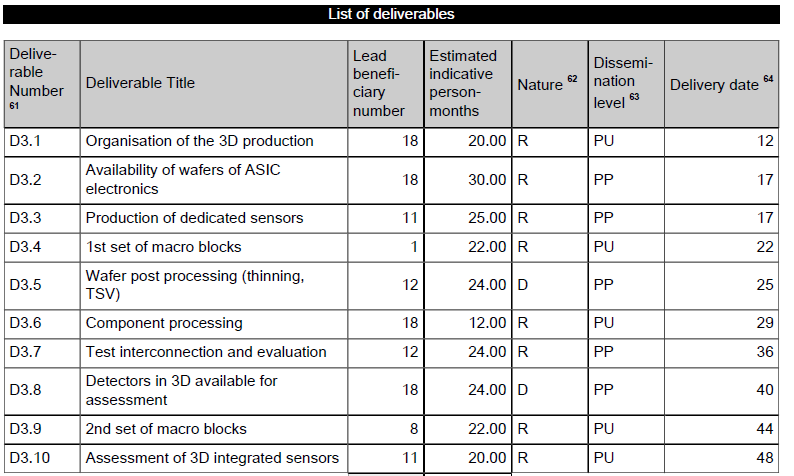 List of deliverables
Delive-
rable
Number
61
Deliverable Title
Lead
benefi-
ciary
number
Estimated
indicative
person-
months
Nature 62
Dissemi-
nation
level 63
Delivery date 64
D3.1 Organisation of the 3D production 18 20.00 R PU 12
D3.2 Availability of wafers of ASIC
electronics 18 30.00 R PP 17
D3.3 Production of dedicated sensors 11 25.00 R PP 17
D3.4 1st set of macro blocks 1 22.00 R PU 22
D3.5 Wafer post processing (thinning,
TSV) 12 24.00 D PP 25
D3.6 Component processing 18 12.00 R PU 29
D3.7 Test interconnection and evaluation 12 24.00 R PP 36
D3.8 Detectors in 3D available for
assessment 18 24.00 D PP 40
D3.9 2nd set of macro blocks 8 22.00 R PU 44
D3.10 Assessment of 3D integrated sensors 11 20.00 R PU 48